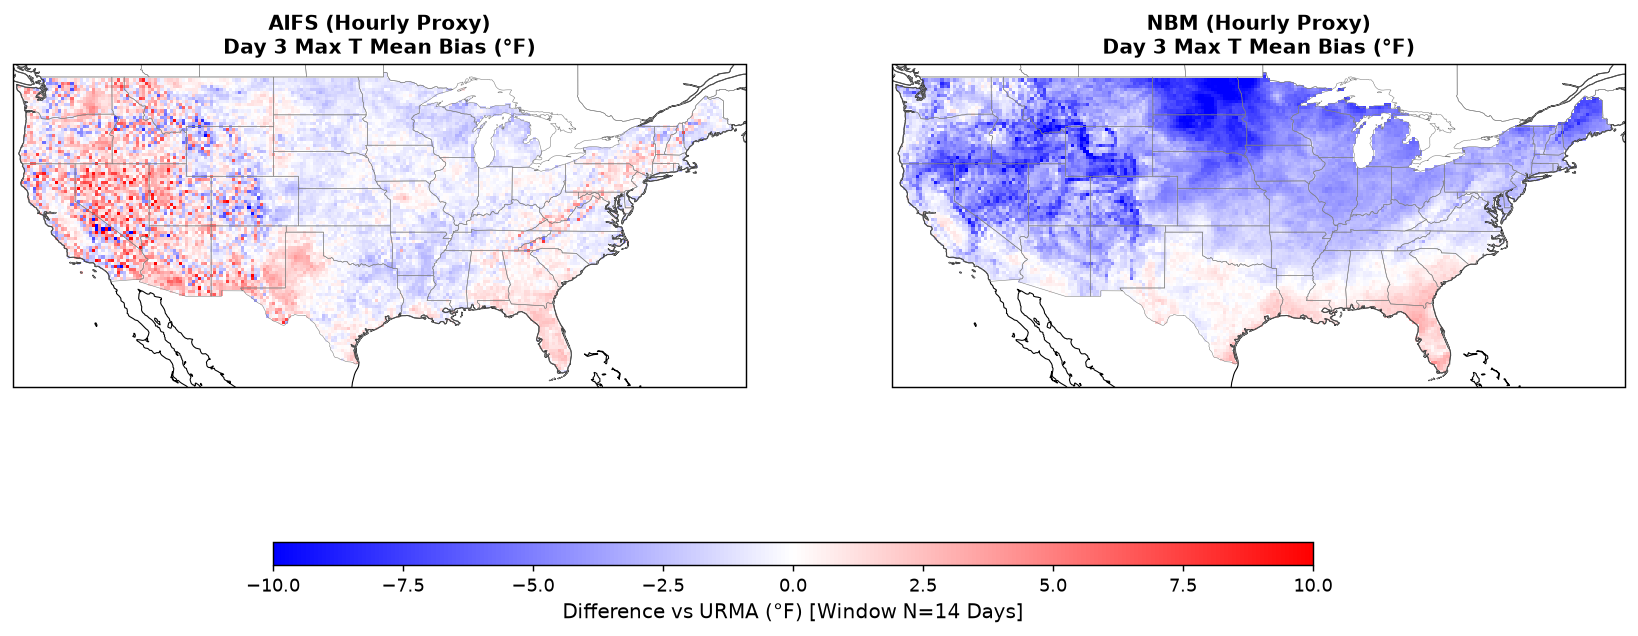 AIFS (Hourly Proxy)
Day 3 Max T Mean Bias (°F)
NBM (Hourly Proxy)
Day 3 Max T Mean Bias (°F)
−10.0 −7.5 −5.0 −2.5 0.0 2.5 5.0 7.5 10.0
Difference vs URMA (°F) [Window N=14 Days]